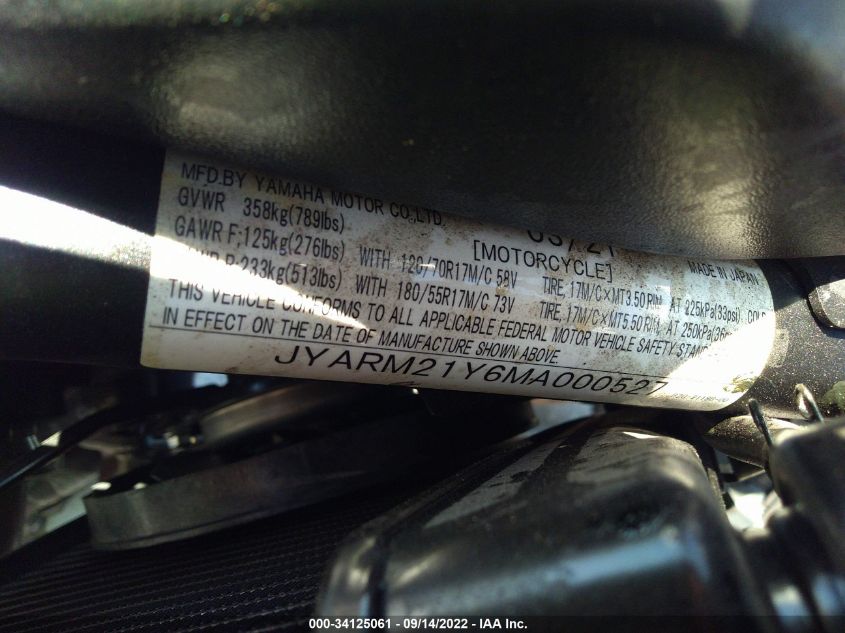 MFD.BY YAMAHA MOTOR CO.,LTD.
GVWR 358kg(789lbs) [MOTORCYCLE] MADE IN JAPAN
GAWR F;125kg(276lbs) WITH 120/70R17M/C 58V TIRE, 17M/C×MT3.50 RIM, AT 225kPa(33psi),
233kg(513lbs) WITH 180/55R17M/C 73V TIRE, 17M/C×MT5.50 RIM, AT 250kPa
THIS VEHICLE CONFORMS TO ALL APPLICABLE FEDERAL MOTOR VEHICLE SAFETY
IN EFFECT ON THE DATE OF MANUFACTURE SHOWN ABOVE
JYARM21Y6MA000527
000-34125061 - 09/14/2022 - IAA Inc.